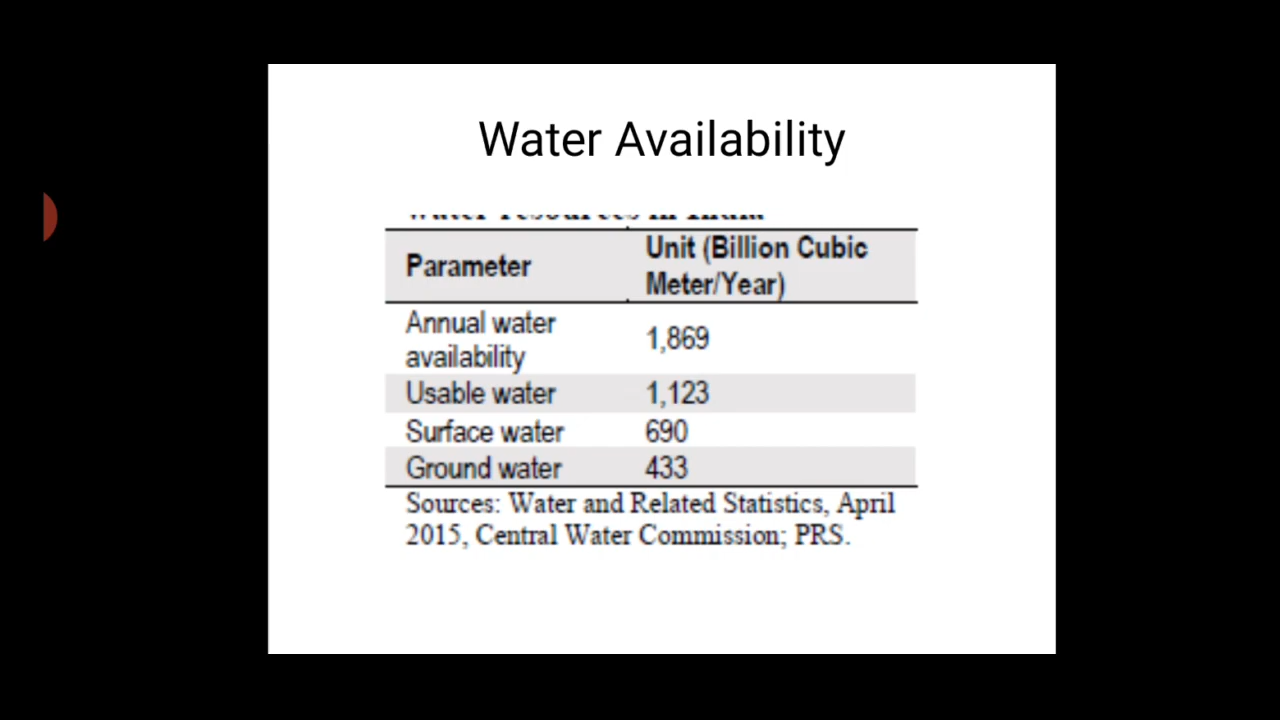 Water Availability
Water resources in India
Parameter
Unit (Billion Cubic
Meter/Year)
Annual water
availability
1,869
Usable water 1,123
Surface water 690
Ground water 433
Sources: Water and Related Statistics, April
2015, Central Water Commission; PRS.